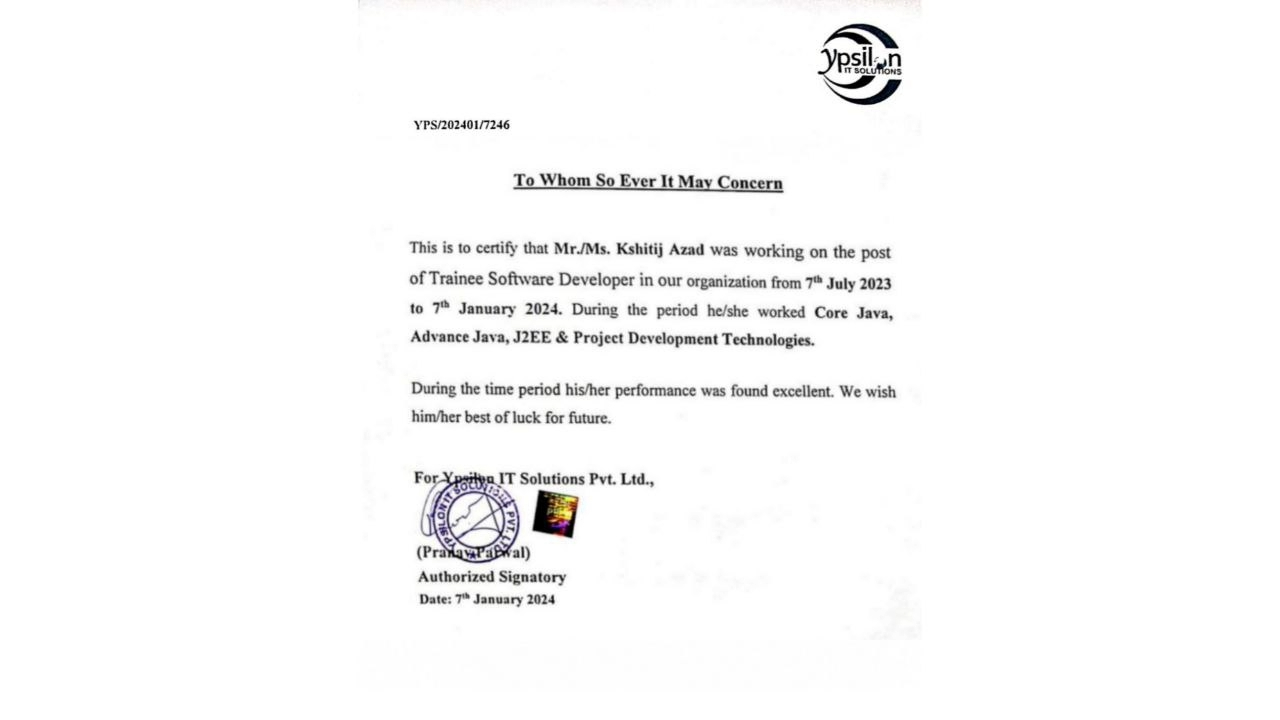 ypsilon
IT SOLUTIONS
YPS/202401/7246
To Whom So Ever It May Concern
This is to certify that Mr./Ms. Kshitij Azad was working on the post
of Trainee Software Developer in our organization from 7th July 2023
to 7th January 2024. During the period he/she worked Core Java,
Advance Java, J2EE & Project Development Technologies.
During the time period his/her performance was found excellent. We wish
him/her best of luck for future.
For Ypsilon IT Solutions Pvt. Ltd.,
YPSILON IT SOLUTIONS PVT. LTD.
(Pranav
Authorized Signatory
Date: 7th January 2024